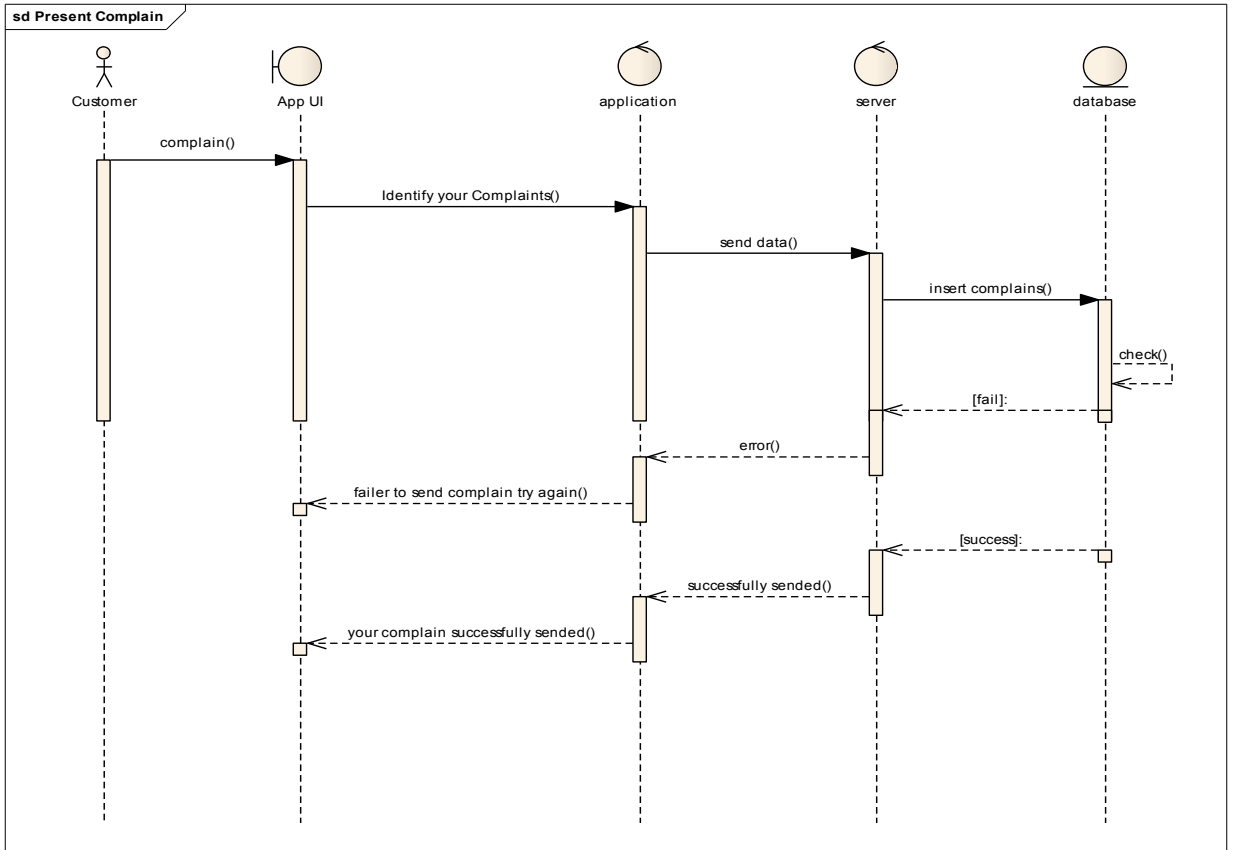 sd Present Complain
Customer
App UI
application
server
database
complain()
Identify your Complaints()
send data()
insert complains()
check()
[fail]:
error()
failer to send complain try again()
[success]:
successfully sended()
your complain successfully sended()